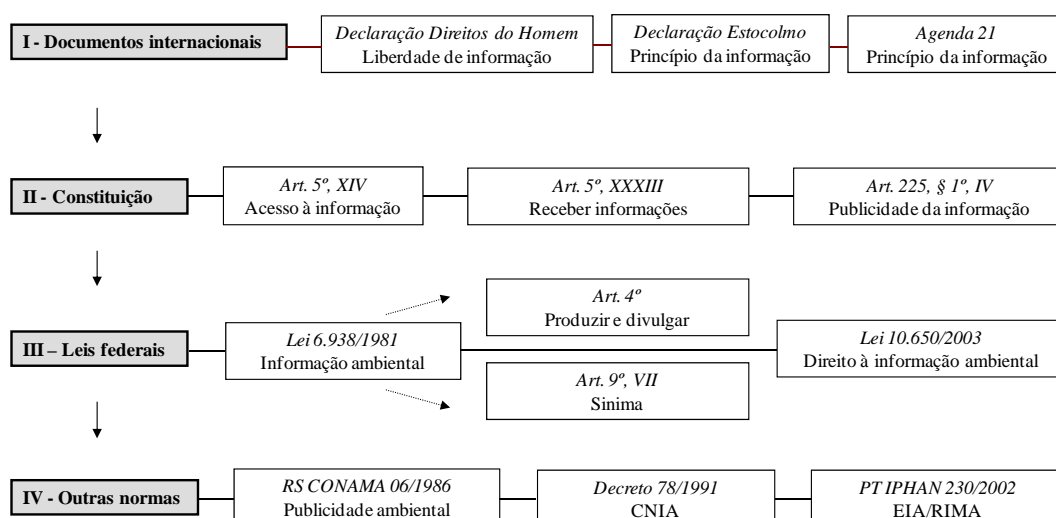 I - Documentos internacionais
Declaração Direitos do Homem
Liberdade de informação
Declaração Estocolmo
Princípio da informação
Agenda 21
Princípio da informação
II - Constituição
Art. 5º, XIV
Acesso à informação
Art. 5º, XXXIII
Receber informações
Art. 225, § 1º, IV
Publicidade da informação
III – Leis federais
Lei 6.938/1981
Informação ambiental
Art. 4º
Produzir e divulgar
Art. 9º, VII
Sinima
Lei 10.650/2003
Direito à informação ambiental
IV - Outras normas
RS CONAMA 06/1986
Publicidade ambiental
Decreto 78/1991
CNIA
PT IPHAN 230/2002
EIA/RIMA